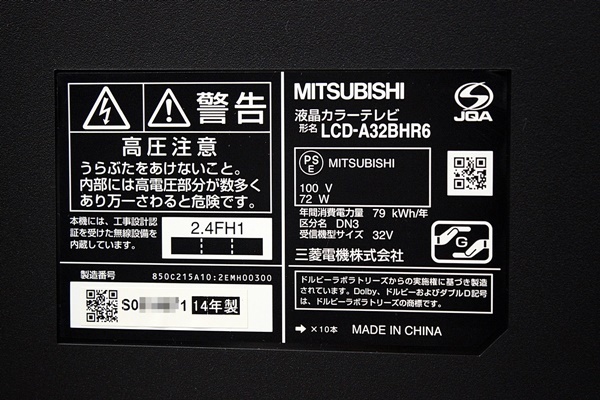 警告
高圧注意
うらぶたをあけないこと。
内部には高電圧部分が数多く
あり万一さわると危険です。
本機には、工事設計認
証を受けた無線設備を
内蔵しています。
2.4FH1
製造番号
850C215A10:2EMH00300
S0 1 14年製
MITSUBISHI
液晶カラーテレビ
形名 LCD-A32BHR6
JQA
PS
E
MITSUBISHI
100 V
72 W
年間消費電力量 79 kWh/年
区分名 DN3
受信機型サイズ 32V
三菱電機株式会社
G
ドルビーラボラトリーズからの実施権に基づき製造
されています。Dolby、ドルビーおよびダブルD記号
は、ドルビーラボラトリーズの商標です。
➡ ×10本 MADE IN CHINA